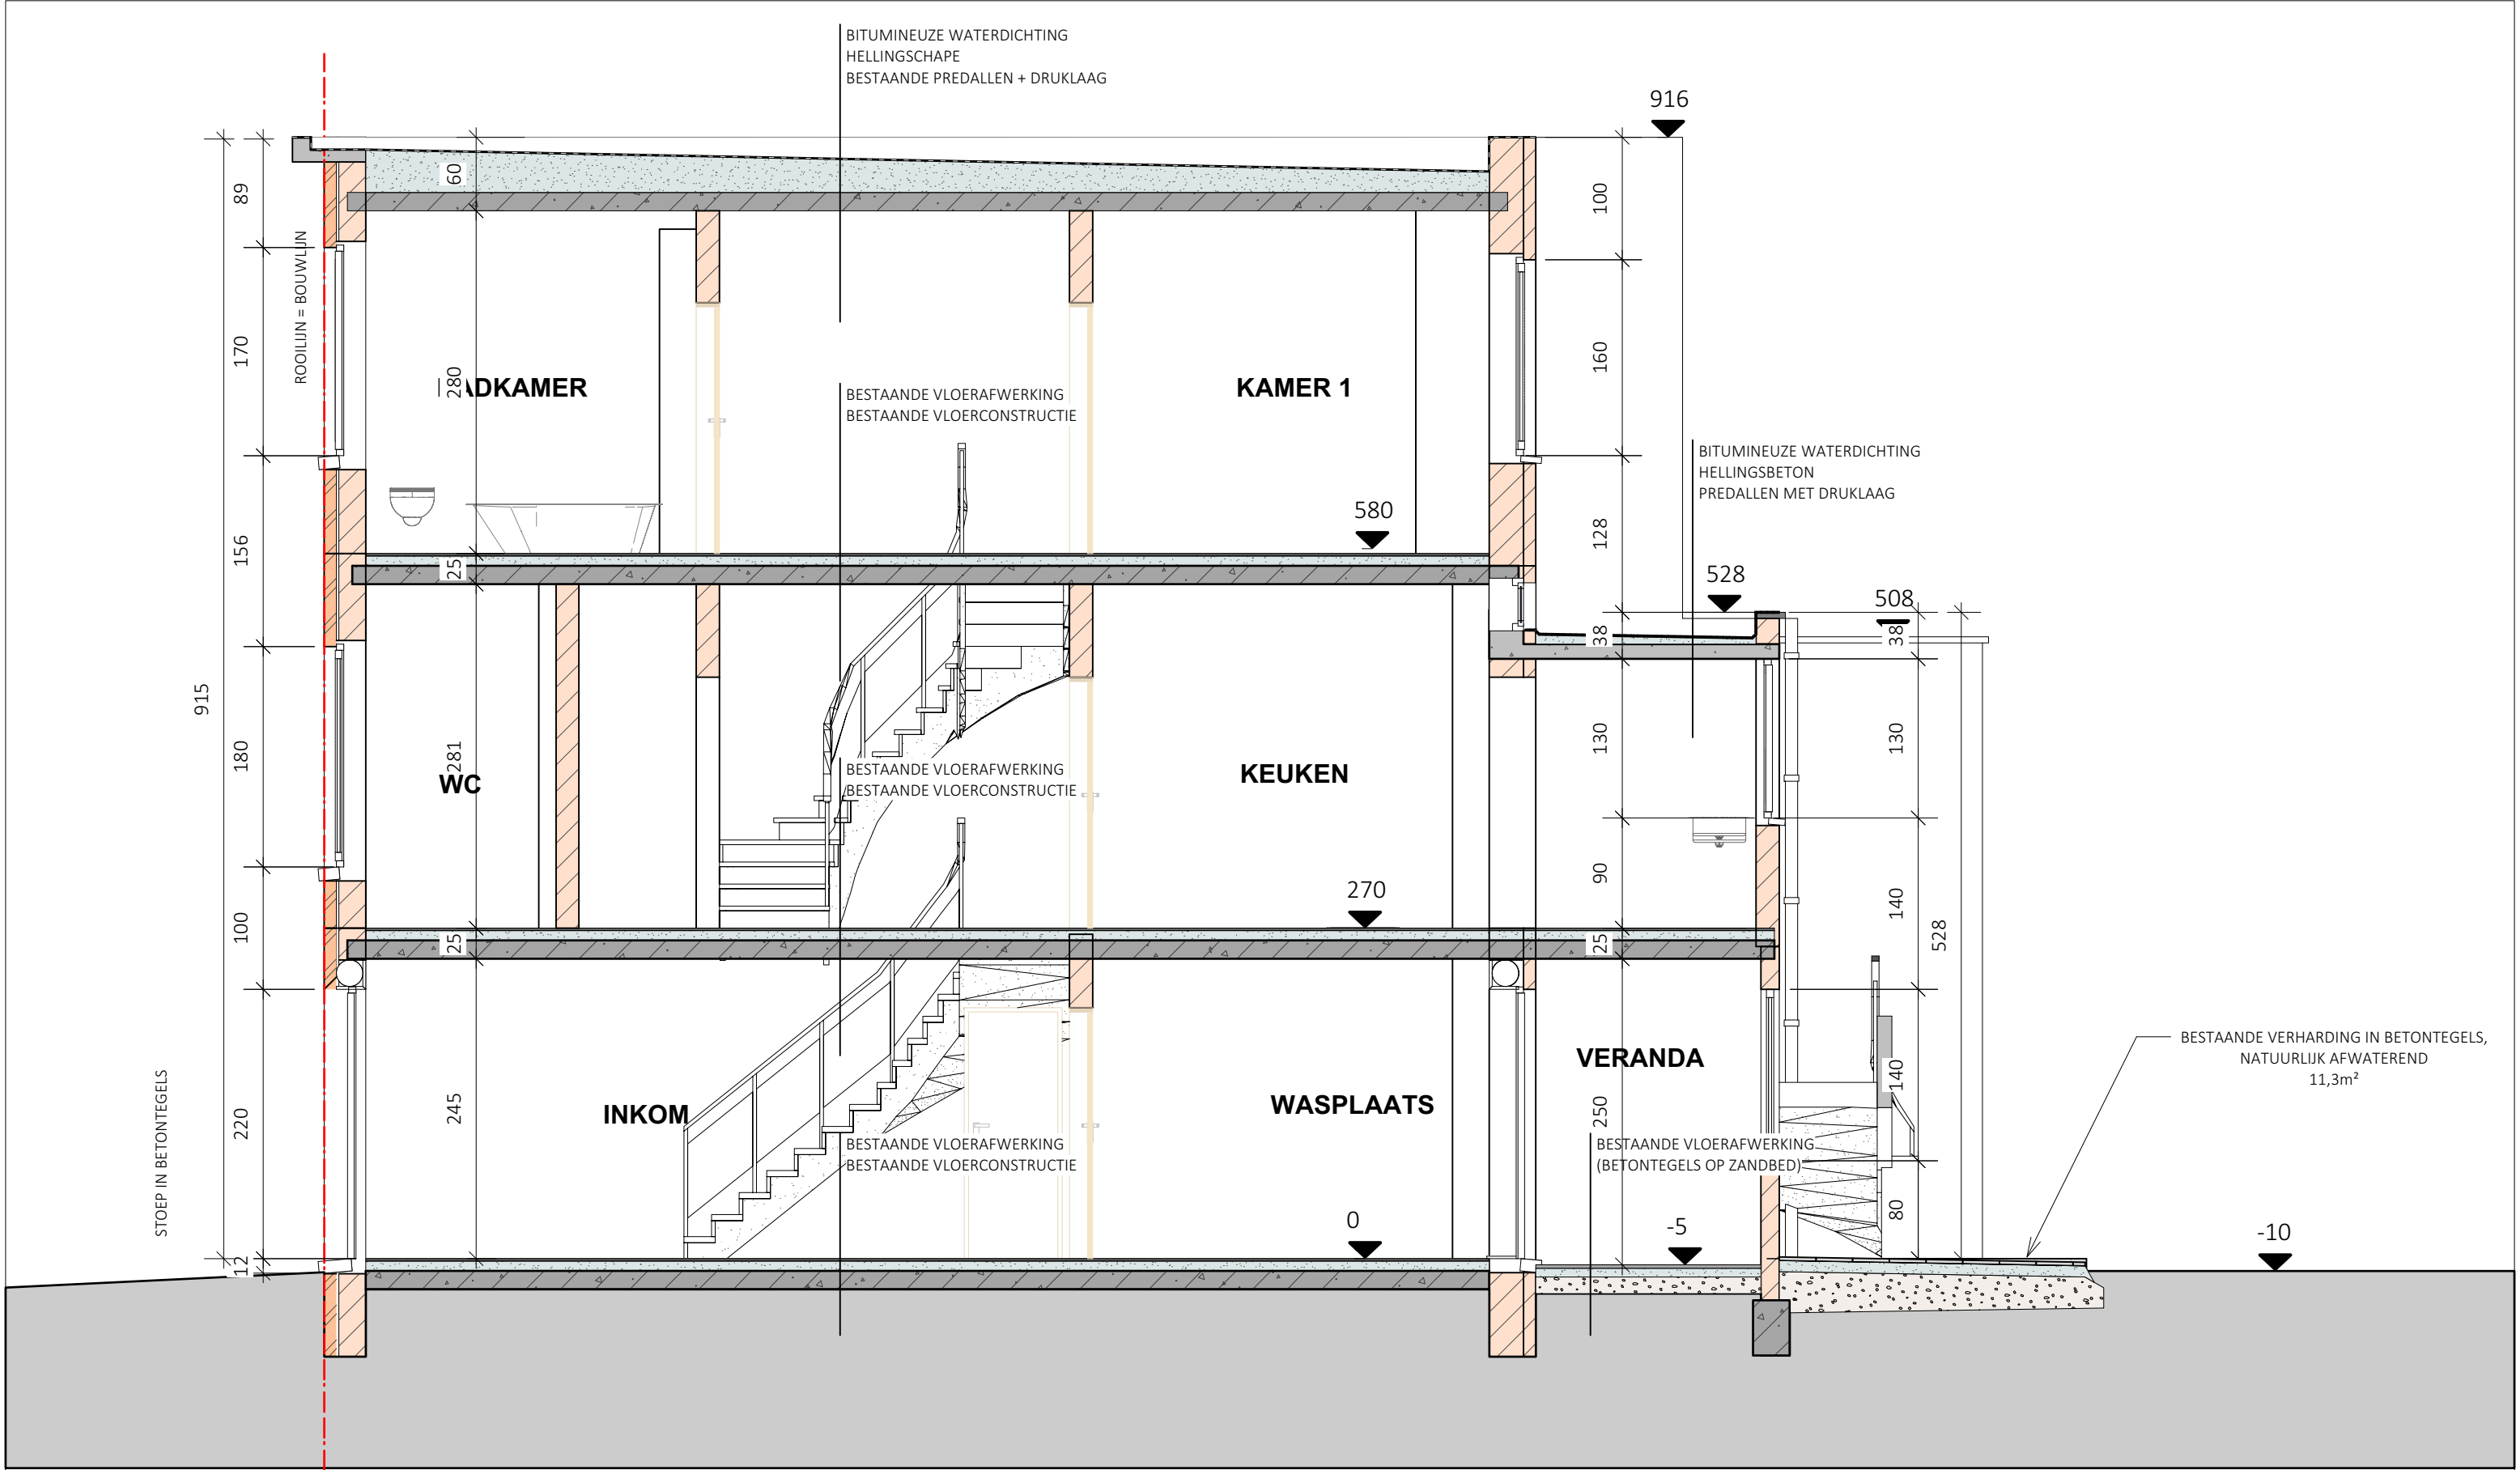 BITUMINEUZE WATERDICHTING
HELLINGSCHAPE
BESTAANDE PREDALLEN + DRUKLAAG
916
60
89
100
ROOILIJN = BOUWLIJN
170
280
ADKAMER
BESTAANDE VLOERAFWERKING
BESTAANDE VLOERCONSTRUCTIE
KAMER 1
160
BITUMINEUZE WATERDICHTING
HELLINGSBETON
PREDALLEN MET DRUKLAAG
580
156
25
128
528
508
38
38
915
180
281
WC
BESTAANDE VLOERAFWERKING
BESTAANDE VLOERCONSTRUCTIE
KEUKEN
130
130
270
90
140
100
25
25
528
STOEP IN BETONTEGELS
220
245
INKOM
WASPLAATS
VERANDA
250
140
BESTAANDE VERHARDING IN BETONTEGELS,
NATUURLIJK AFWATEREND
11,3m²
BESTAANDE VLOERAFWERKING
BESTAANDE VLOERCONSTRUCTIE
BESTAANDE VLOERAFWERKING
(BETONTEGELS OP ZANDBED)
80
0
-5
-10
12